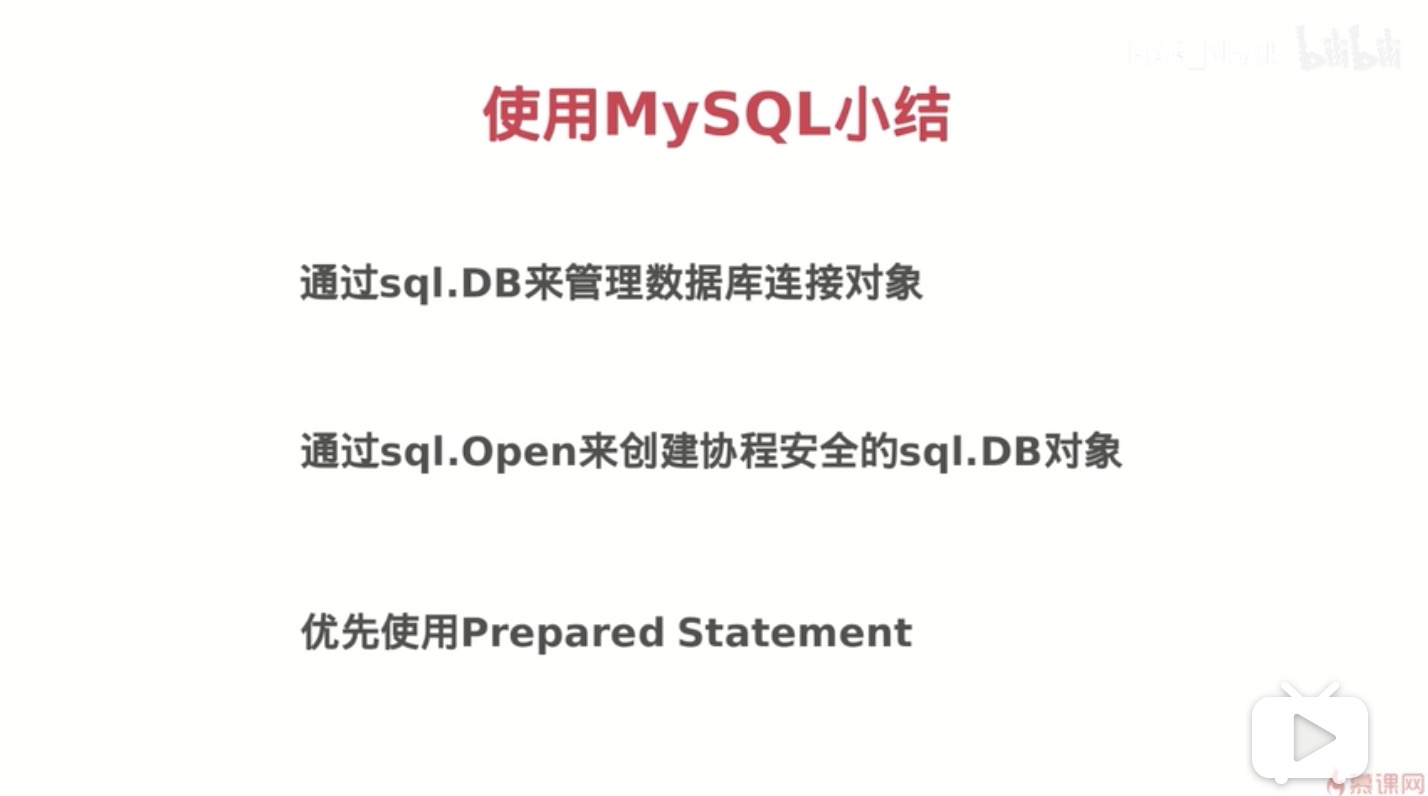 bilibili
使用MySQL小结
通过sql.DB来管理数据库连接对象
通过sql.Open来创建协程安全的sql.DB对象
优先使用Prepared Statement
慕课网